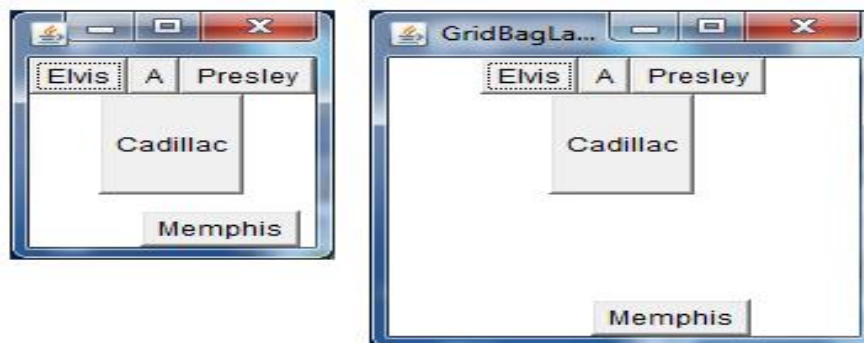 GridBagLa...
Elvis A Presley
Cadillac
Memphis
Elvis A Presley
Cadillac
Memphis